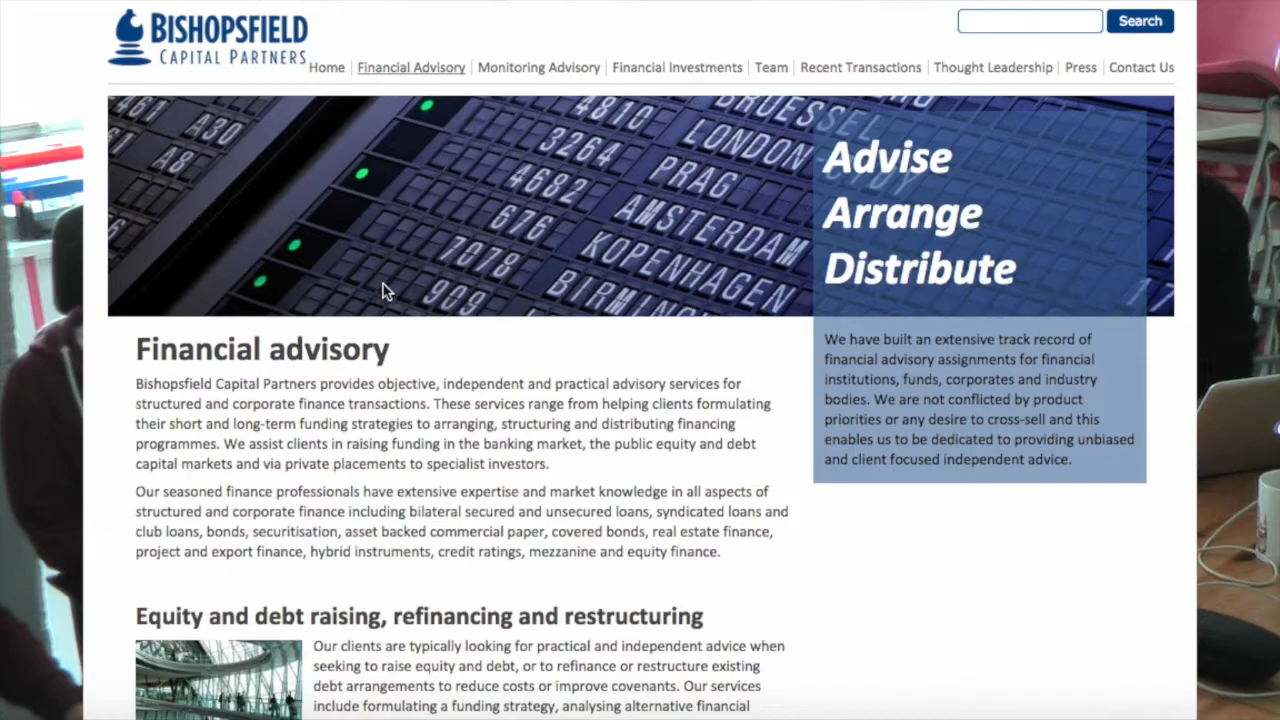 BISHOPSFIELD
CAPITAL PARTNERS
Search
Home
Financial Advisory
Monitoring Advisory
Financial Investments
Team
Recent Transactions
Thought Leadership
Press
Contact Us
461 A30
A8
4810 BRUESSEL
3264 LONDON
4682 PRAG
676 AMSTERDAM
7078 KOPENHAGEN
909
17
Advise
Arrange
Distribute
We have built an extensive track record of
financial advisory assignments for financial
institutions, funds, corporates and industry
bodies. We are not conflicted by product
priorities or any desire to cross-sell and this
enables us to be dedicated to providing unbiased
and client focused independent advice.
Financial advisory
Bishopsfield Capital Partners provides objective, independent and practical advisory services for
structured and corporate finance transactions. These services range from helping clients formulating
their short and long-term funding strategies to arranging, structuring and distributing financing
programmes. We assist clients in raising funding in the banking market, the public equity and debt
capital markets and via private placements to specialist investors.
Our seasoned finance professionals have extensive expertise and market knowledge in all aspects of
structured and corporate finance including bilateral secured and unsecured loans, syndicated loans and
club loans, bonds, securitisation, asset backed commercial paper, covered bonds, real estate finance,
project and export finance, hybrid instruments, credit ratings, mezzanine and equity finance.
Equity and debt raising, refinancing and restructuring
Our clients are typically looking for practical and independent advice when
seeking to raise equity and debt, or to refinance or restructure existing
debt arrangements to reduce costs or improve covenants. Our services
include formulating a funding strategy, analysing alternative financial